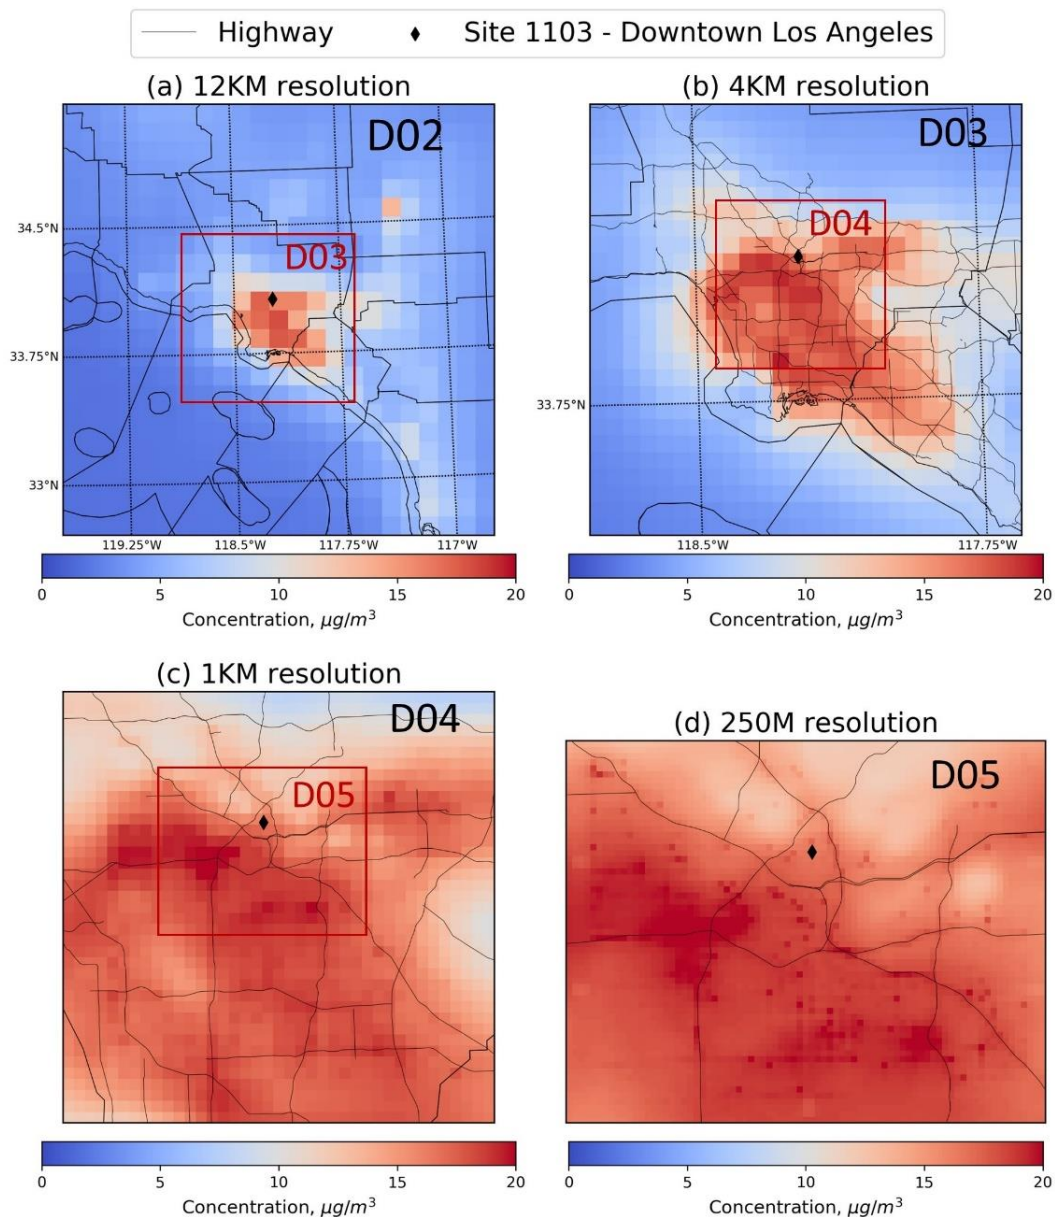 Highway Site 1103 - Downtown Los Angeles
(a) 12KM resolution
D02
D03
34.5°N
33.75°N
33°N
119.25°W 118.5°W 117.75°W 117°W
0 5 10 15 20
Concentration, μg/m³
(b) 4KM resolution
D03
D04
33.75°N
118.5°W 117.75°W
0 5 10 15 20
Concentration, μg/m³
(c) 1KM resolution
D04
D05
0 5 10 15 20
Concentration, μg/m³
(d) 250M resolution
D05
0 5 10 15 20
Concentration, μg/m³